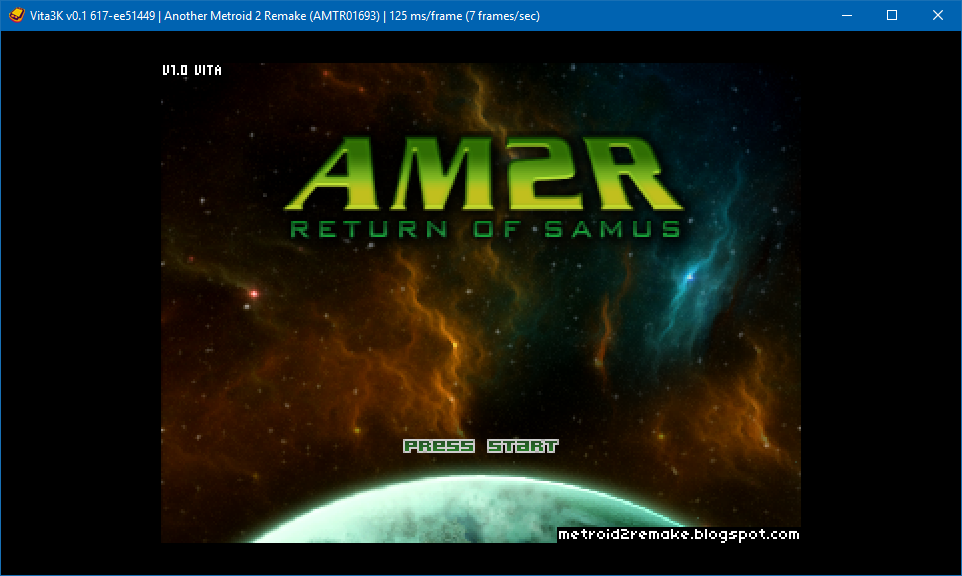 Vita3K v0.1 617-ee51449 | Another Metroid 2 Remake (AMTR01693) | 125 ms/frame (7 frames/sec)
V1.0 VITA
AM2R
RETURN OF SAMUS
PRESS START
metroid2remake.blogspot.com